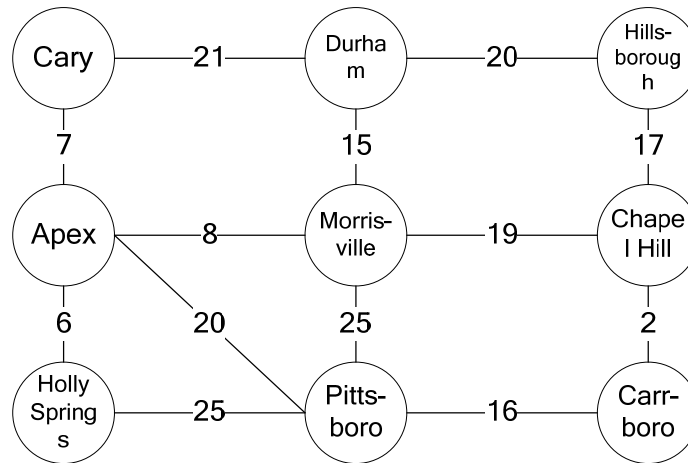 Cary
21
Durha
m
20
Hills-
boroug
h
7
15
17
Apex
8
Morris-
ville
19
Chape
l Hill
6
20
25
2
Holly
Spring
s
25
Pitts-
boro
16
Carr-
boro